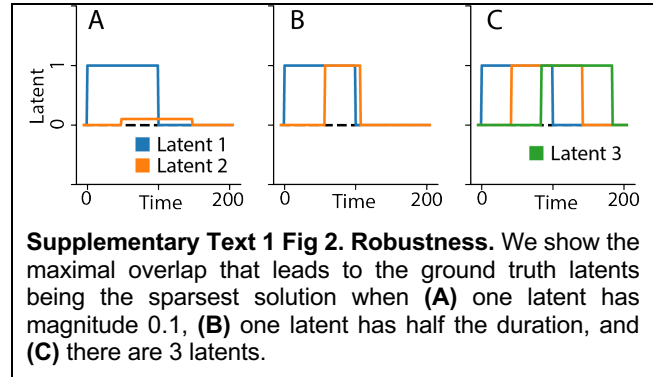 A B C
Latent
1
0
Latent 1
Latent 2
Latent 3
0 Time 200
0 Time 200
0 Time 200
Supplementary Text 1 Fig 2. Robustness. We show the
maximal overlap that leads to the ground truth latents
being the sparsest solution when (A) one latent has
magnitude 0.1, (B) one latent has half the duration, and
(C) there are 3 latents.